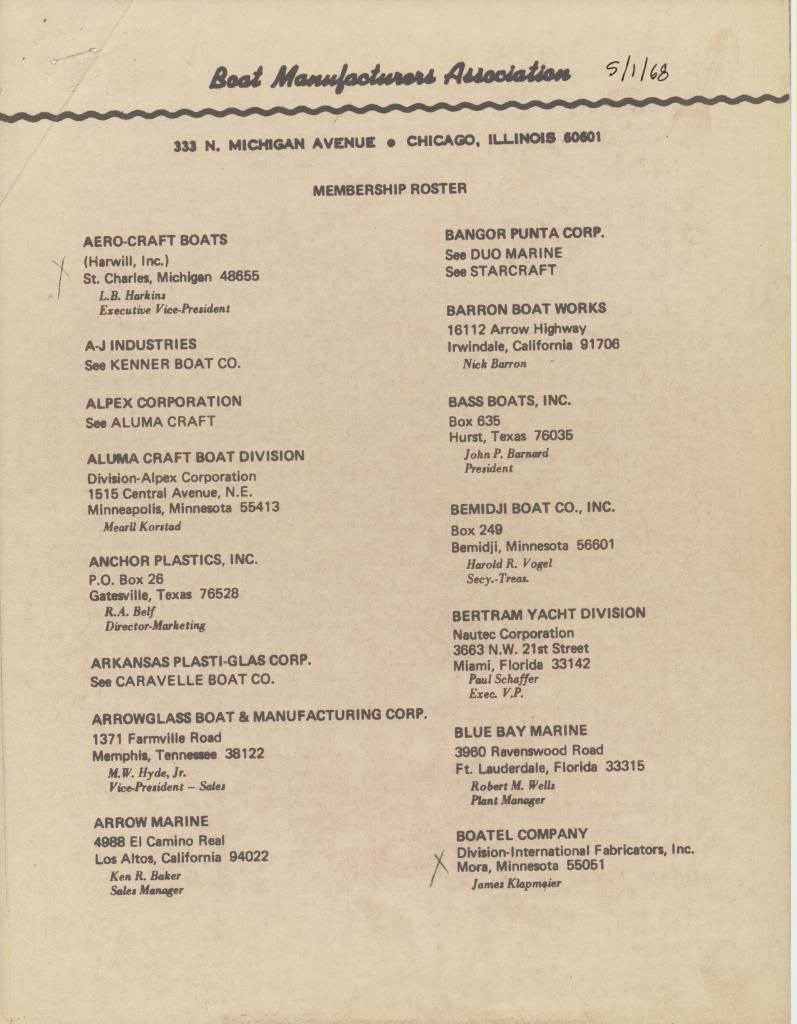 Boat Manufacturers Association 5/1/68
333 N. MICHIGAN AVENUE ● CHICAGO, ILLINOIS 60601
MEMBERSHIP ROSTER
AERO-CRAFT BOATS
(Harwill, Inc.)
X St. Charles, Michigan 48655
L.B. Harkins
Executive Vice-President
A-J INDUSTRIES
See KENNER BOAT CO.
ALPEX CORPORATION
See ALUMA CRAFT
ALUMA CRAFT BOAT DIVISION
Division-Alpex Corporation
1515 Central Avenue, N.E.
Minneapolis, Minnesota 55413
Mearll Korstad
ANCHOR PLASTICS, INC.
P.O. Box 26
Gatesville, Texas 76528
R.A. Belf
Director-Marketing
ARKANSAS PLASTI-GLAS CORP.
See CARAVELLE BOAT CO.
ARROWGLASS BOAT & MANUFACTURING CORP.
1371 Farmville Road
Memphis, Tennessee 38122
M.W. Hyde, Jr.
Vice-President – Sales
ARROW MARINE
4988 El Camino Real
Los Altos, California 94022
Ken R. Baker
Sales Manager
BANGOR PUNTA CORP.
See DUO MARINE
See STARCRAFT
BARRON BOAT WORKS
16112 Arrow Highway
Irwindale, California 91706
Nick Barron
BASS BOATS, INC.
Box 635
Hurst, Texas 76035
John P. Barnard
President
BEMIDJI BOAT CO., INC.
Box 249
Bemidji, Minnesota 56601
Harold R. Vogel
Secy.-Treas.
BERTRAM YACHT DIVISION
Nautec Corporation
3663 N.W. 21st Street
Miami, Florida 33142
Paul Schaffer
Exec. V.P.
BLUE BAY MARINE
3960 Ravenswood Road
Ft. Lauderdale, Florida 33315
Robert M. Wells
Plant Manager
BOATEL COMPANY
Division-International Fabricators, Inc.
X Mora, Minnesota 55051
James Klapmeier